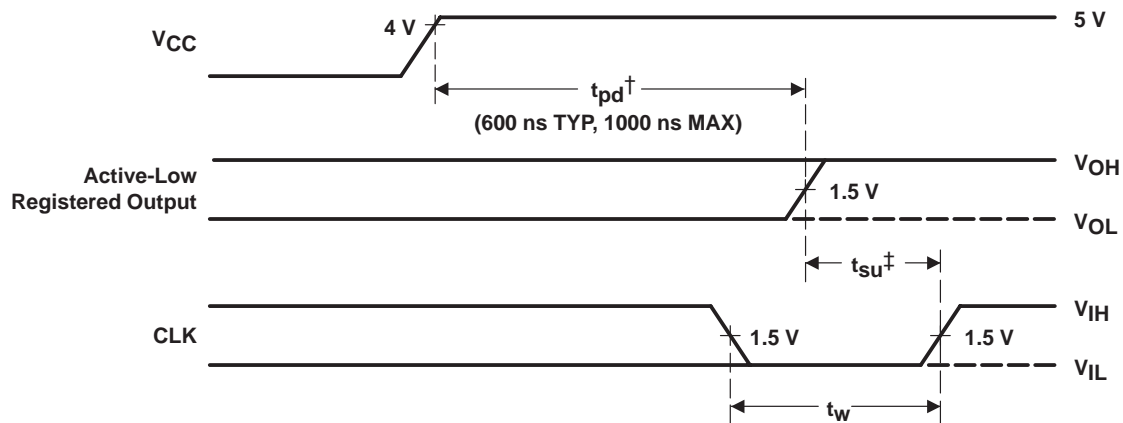 VCC
4 V
5 V
tpd†
(600 ns TYP, 1000 ns MAX)
Active-Low
Registered Output
1.5 V
VOH
VOL
tsu‡
CLK
1.5 V
1.5 V
VIH
VIL
tw